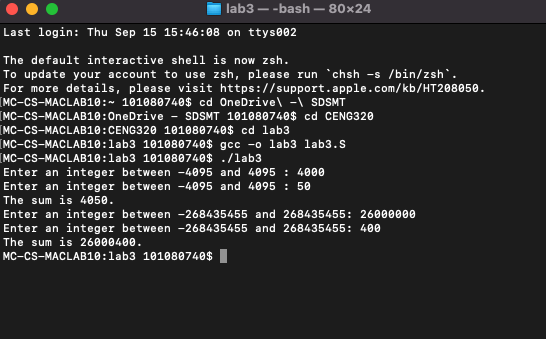 lab3 — -bash — 80×24
Last login: Thu Sep 15 15:46:08 on ttys002
The default interactive shell is now zsh.
To update your account to use zsh, please run `chsh -s /bin/zsh`.
For more details, please visit https://support.apple.com/kb/HT208050.
[MC-CS-MACLAB10:~ 101080740$ cd OneDrive\ -\ SDSMT
[MC-CS-MACLAB10:OneDrive - SDSMT 101080740$ cd CENG320
[MC-CS-MACLAB10:CENG320 101080740$ cd lab3
[MC-CS-MACLAB10:lab3 101080740$ gcc -o lab3 lab3.S
[MC-CS-MACLAB10:lab3 101080740$ ./lab3
Enter an integer between -4095 and 4095 : 4000
Enter an integer between -4095 and 4095 : 50
The sum is 4050.
Enter an integer between -268435455 and 268435455: 26000000
Enter an integer between -268435455 and 268435455: 400
The sum is 26000400.
MC-CS-MACLAB10:lab3 101080740$